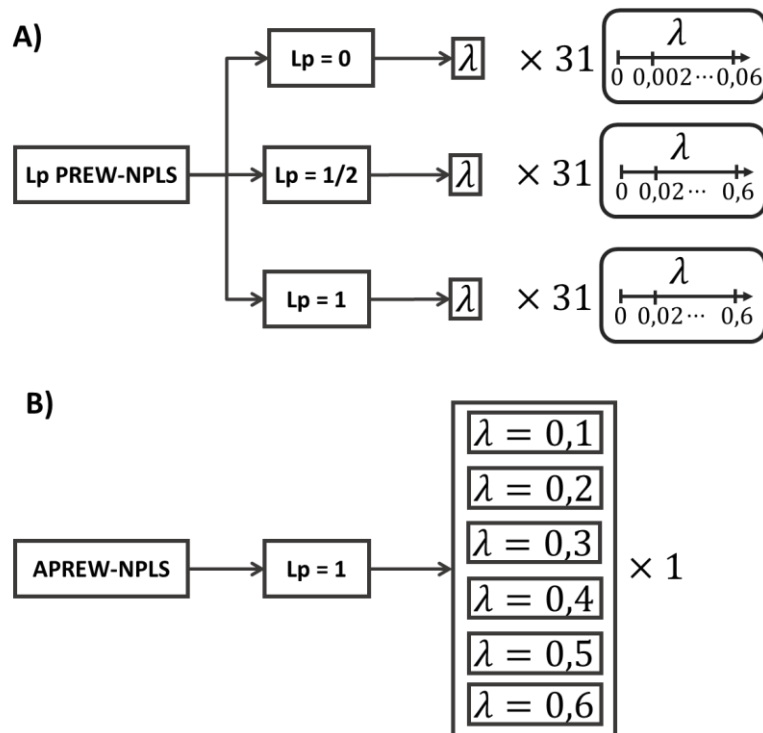 A)
Lp PREW-NPLS
Lp = 0
λ
× 31
λ
0 0,002 ··· 0,06
Lp = 1/2
λ
× 31
λ
0 0,02 ··· 0,6
Lp = 1
λ
× 31
λ
0 0,02 ··· 0,6
B)
APREW-NPLS
Lp = 1
λ = 0,1
λ = 0,2
λ = 0,3
λ = 0,4
λ = 0,5
λ = 0,6
× 1